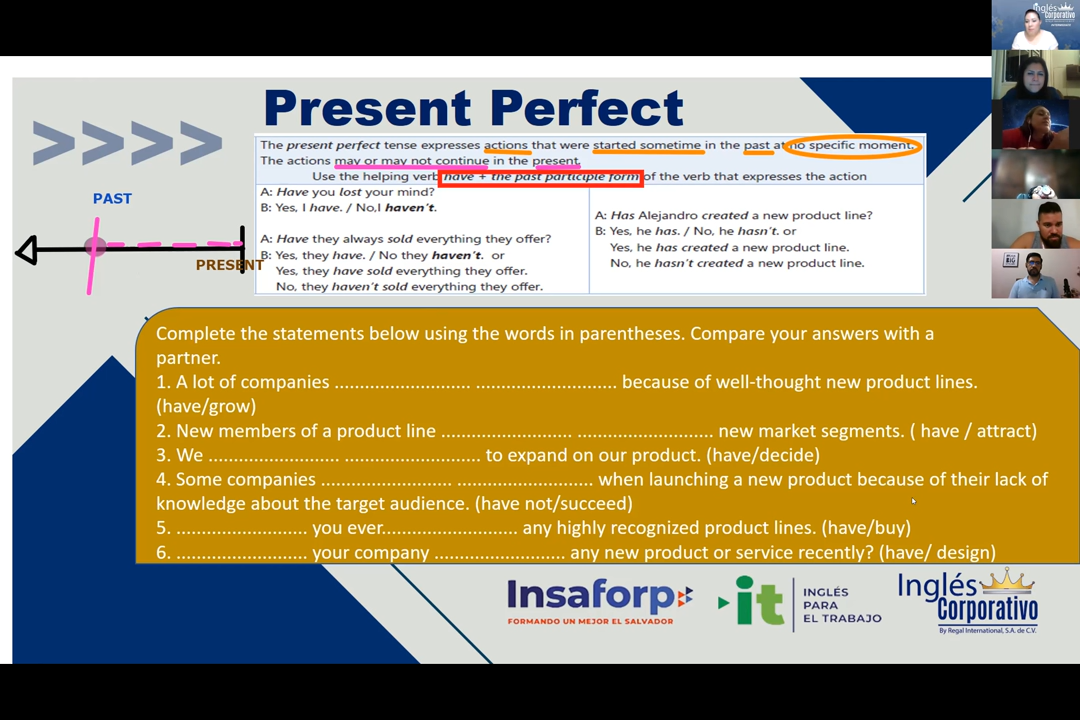 Inglés
Corporativo
>>>>
Present Perfect
The present perfect tense expresses actions that were started sometime in the past at no specific moment.
The actions may or may not continue in the present.
Use the helping verb have + the past participle form of the verb that expresses the action
PAST
PRESENT
A: Have you lost your mind?
B: Yes, I have. / No,I haven't.
A: Have they always sold everything they offer?
B: Yes, they have. / No they haven't. or
Yes, they have sold everything they offer.
No, they haven't sold everything they offer.
A: Has Alejandro created a new product line?
B: Yes, he has. / No, he hasn't. or
Yes, he has created a new product line.
No, he hasn't created a new product line.
Complete the statements below using the words in parentheses. Compare your answers with a
partner.
1. A lot of companies ........................... ............................ because of well-thought new product lines.
(have/grow)
2. New members of a product line .......................... ........................... new market segments. ( have / attract)
3. We .......................... ........................... to expand on our product. (have/decide)
4. Some companies .......................... ........................... when launching a new product because of their lack of
knowledge about the target audience. (have not/succeed)
5. .......................... you ever........................... any highly recognized product lines. (have/buy)
6. .......................... your company .......................... any new product or service recently? (have/ design)
Insaforp
FORMANDO UN MEJOR EL SALVADOR
it
INGLÉS
PARA
EL TRABAJO
Inglés
Corporativo
By Regal International, S.A. de C.V.